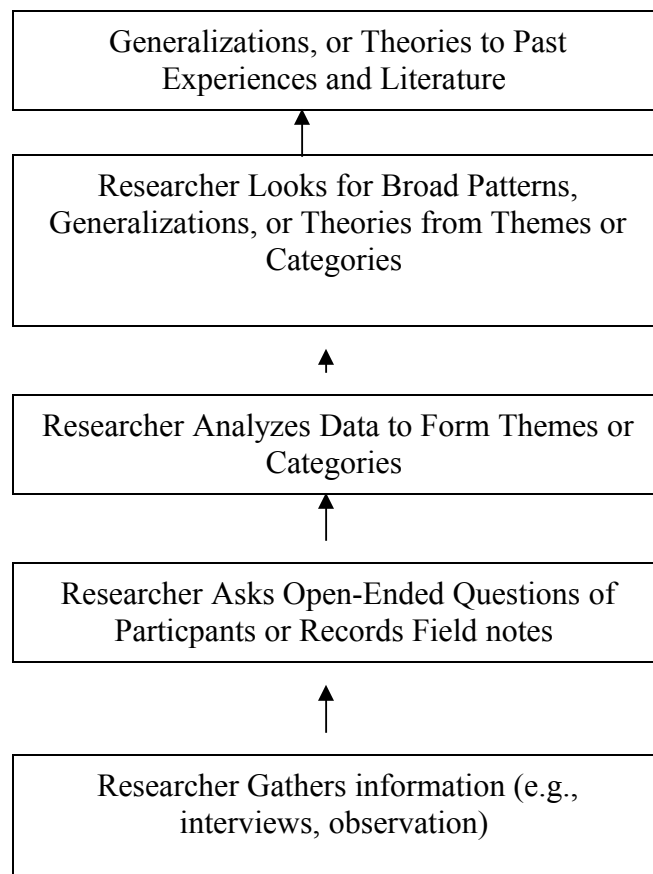 Generalizations, or Theories to Past
Experiences and Literature
Researcher Looks for Broad Patterns,
Generalizations, or Theories from Themes or
Categories
Researcher Analyzes Data to Form Themes or
Categories
Researcher Asks Open-Ended Questions of
Particpants or Records Field notes
Researcher Gathers information (e.g.,
interviews, observation)